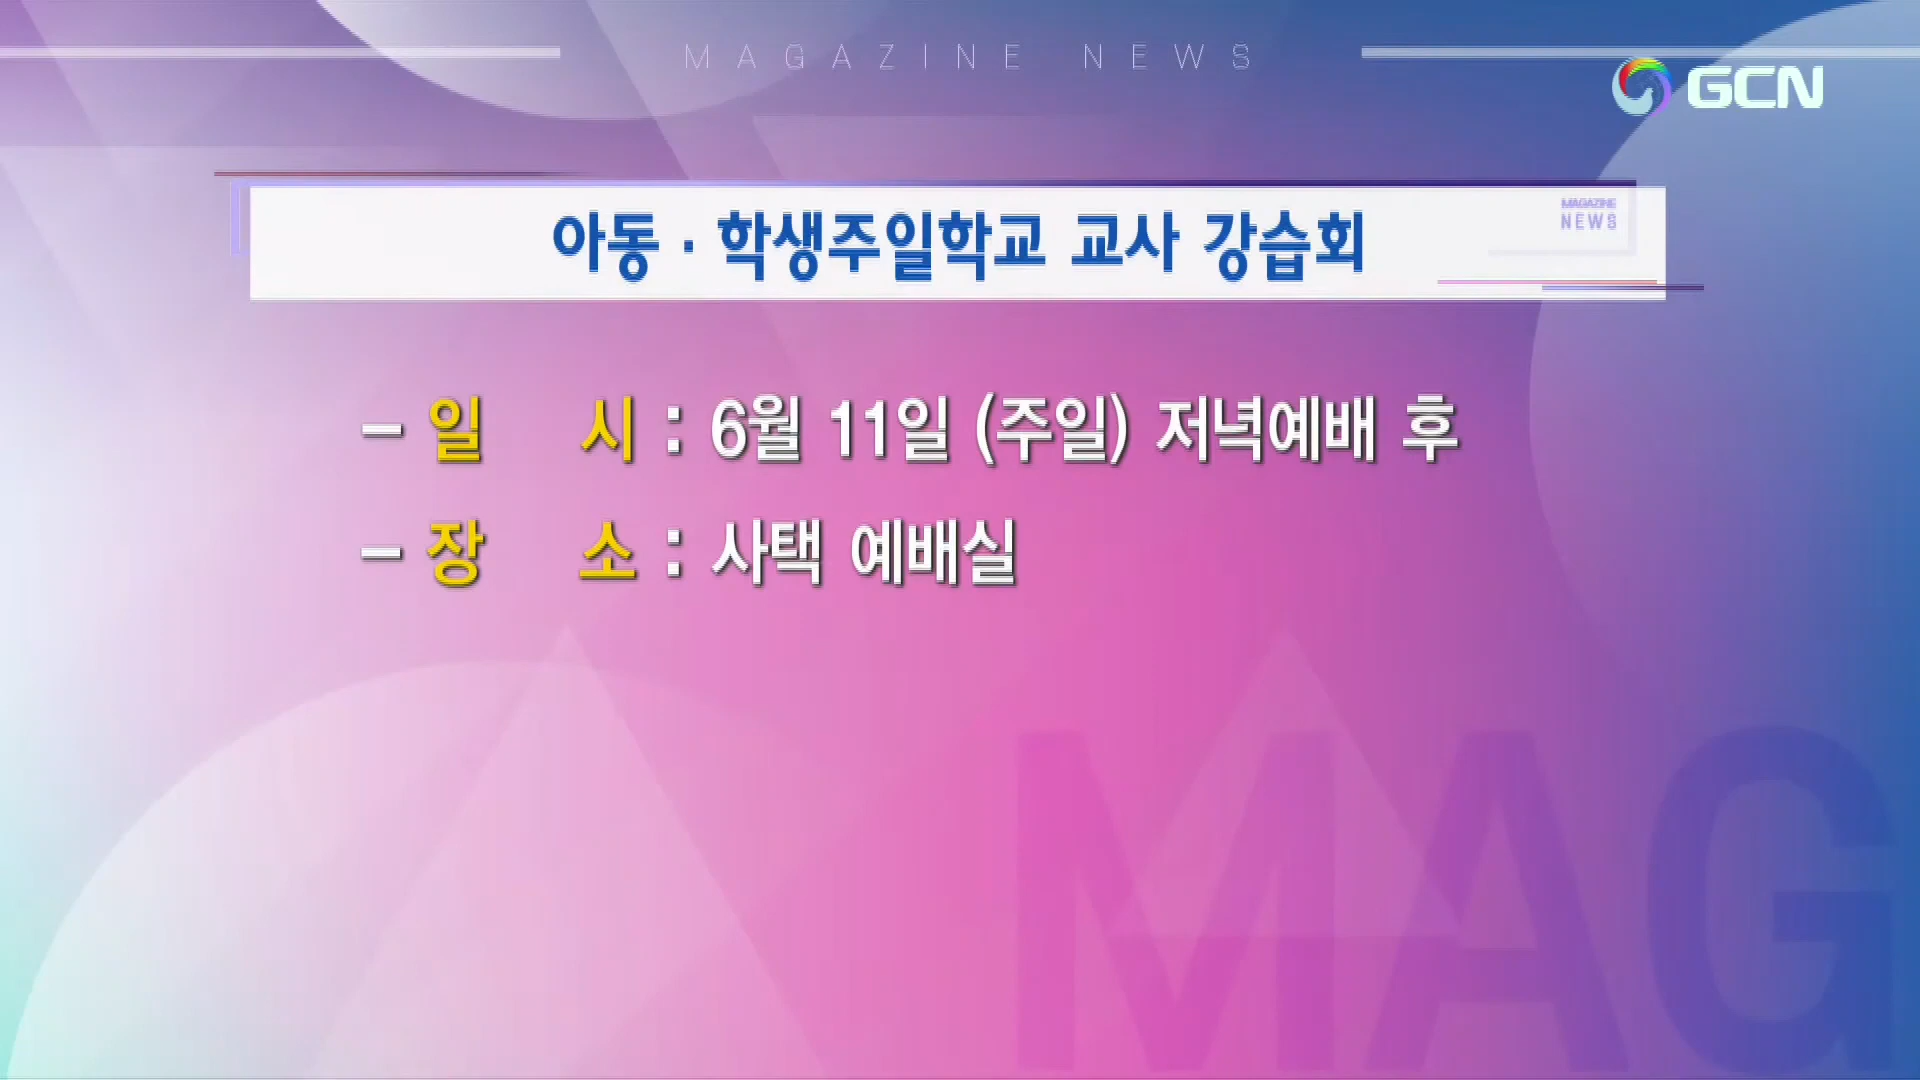 MAGAZINE NEWS
GCN
아동·학생주일학교 교사 강습회
MAGAZINE
NEWS
- 일 시 : 6월 11일 (주일) 저녁예배 후
- 장 소 : 사택 예배실
MAG